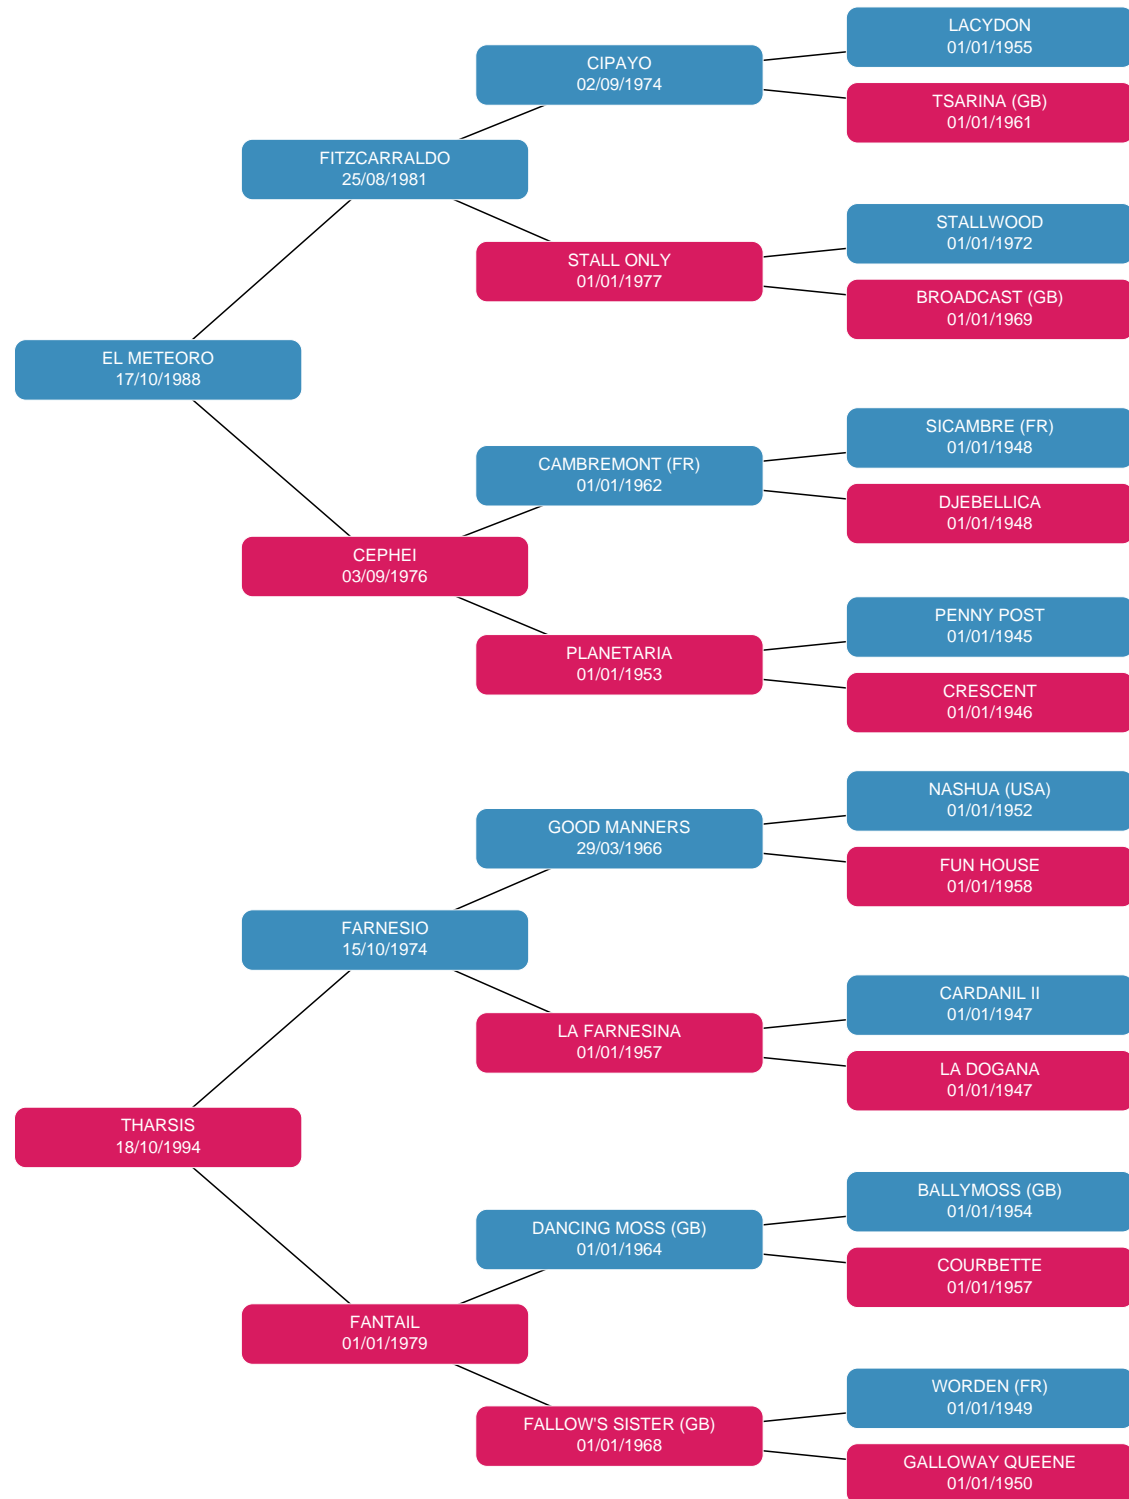 LACYDON
01/01/1955
CIPAYO
02/09/1974
TSARINA (GB)
01/01/1961
FITZCARRALDO
25/08/1981
STALLWOOD
01/01/1972
STALL ONLY
01/01/1977
BROADCAST (GB)
01/01/1969
EL METEORO
17/10/1988
SICAMBRE (FR)
01/01/1948
CAMBREMONT (FR)
01/01/1962
DJEBELLICA
01/01/1948
CEPHEI
03/09/1976
PENNY POST
01/01/1945
PLANETARIA
01/01/1953
CRESCENT
01/01/1946
NASHUA (USA)
01/01/1952
GOOD MANNERS
29/03/1966
FUN HOUSE
01/01/1958
FARNESIO
15/10/1974
CARDANIL II
01/01/1947
LA FARNESINA
01/01/1957
LA DOGANA
01/01/1947
THARSIS
18/10/1994
BALLYMOSS (GB)
01/01/1954
DANCING MOSS (GB)
01/01/1964
COURBETTE
01/01/1957
FANTAIL
01/01/1979
WORDEN (FR)
01/01/1949
FALLOW'S SISTER (GB)
01/01/1968
GALLOWAY QUEENE
01/01/1950